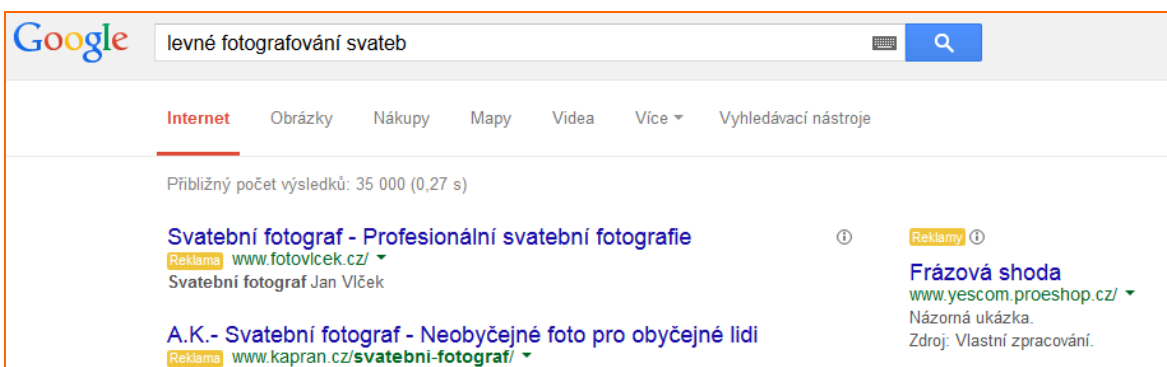 Google
levné fotografování svateb
Internet Obrázky Nákupy Mapy Videa Více Vyhledávací nástroje
Přibližný počet výsledků: 35 000 (0,27 s)
Svatební fotograf - Profesionální svatební fotografie
Reklama www.fotovlcek.cz/
Svatební fotograf Jan Vlček
A.K.- Svatební fotograf - Neobyčejné foto pro obyčejné lidi
Reklama www.kapran.cz/svatebni-fotograf/
Reklamy
Frázová shoda
www.yescom.proeshop.cz/
Názorná ukázka.
Zdroj: Vlastní zpracování.